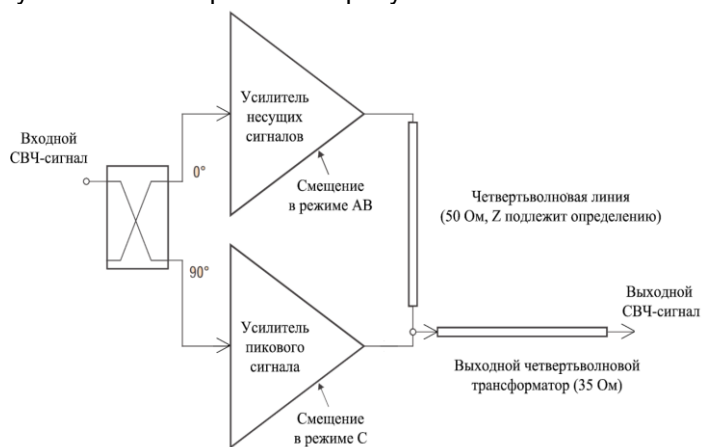 Усилитель
несущих
сигналов
Входной
СВЧ-сигнал
0°
Смещение
в режиме AB
Четвертьволновая линия
(50 Ом, Z подлежит определению)
90°
Усилитель
пикового
сигнала
Выходной
СВЧ-сигнал
Выходной четвертьволновой
трансформатор (35 Ом)
Смещение
в режиме C